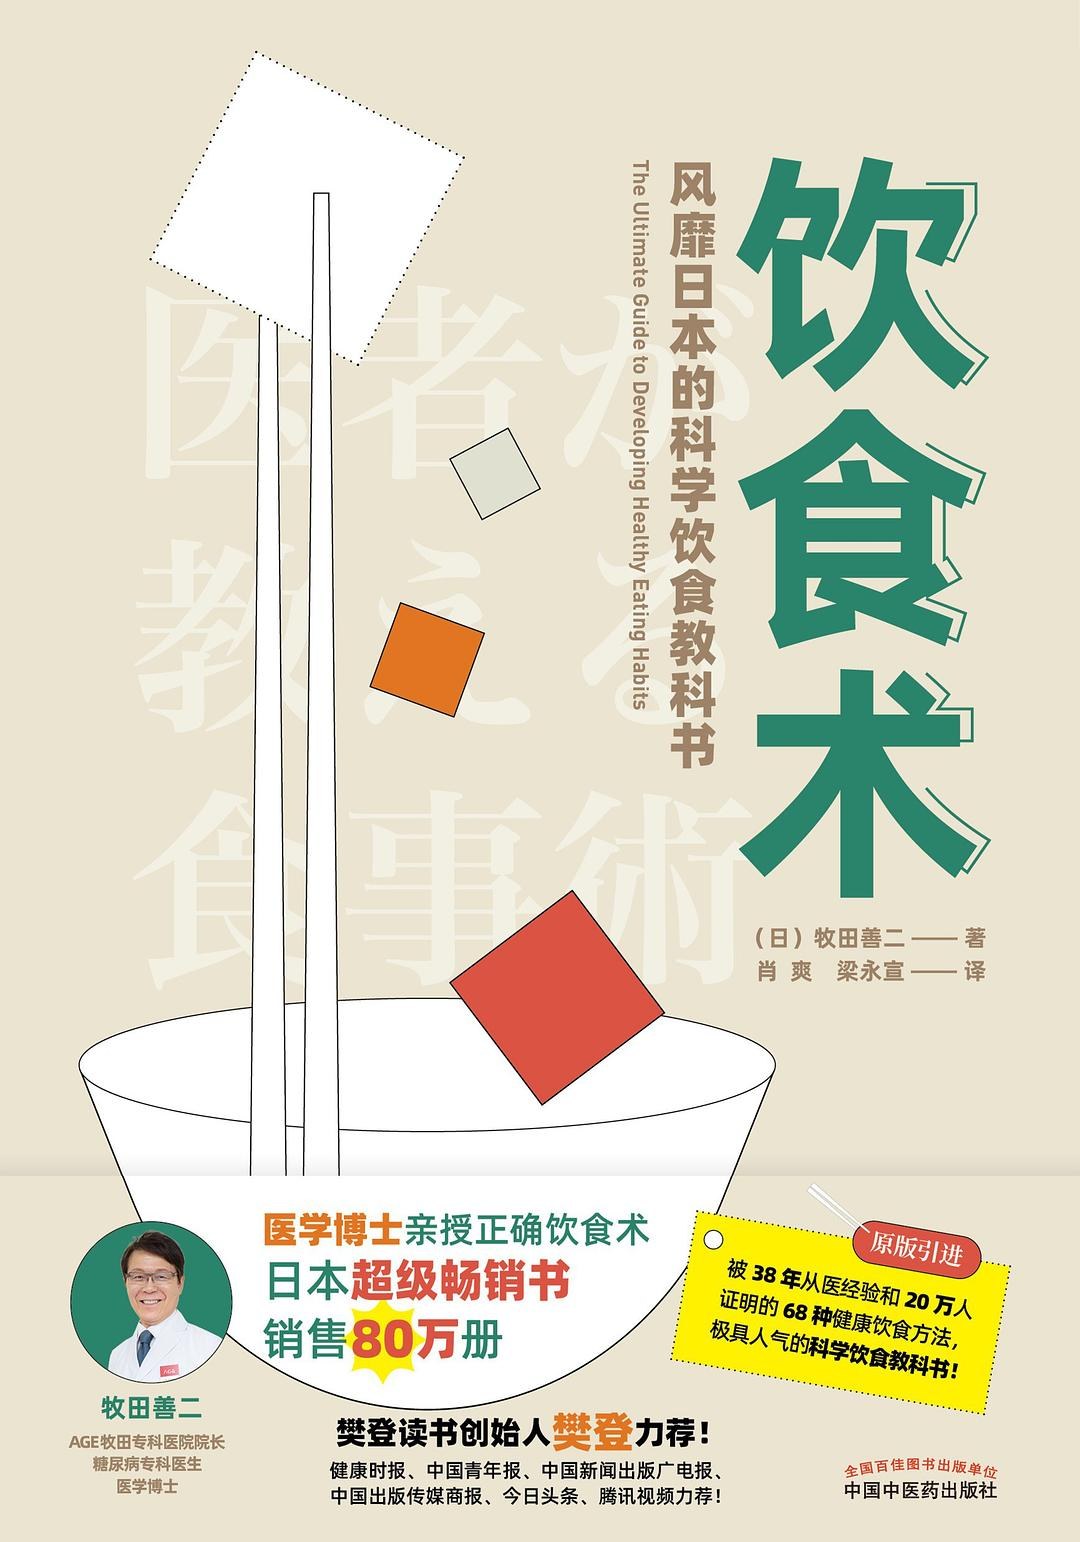 饮食术
风靡日本的科学饮食教科书
The Ultimate Guide to Developing Healthy Eating Habits
医者が
教える
食事術
（日）牧田善二——著
肖 爽 梁永宣——译
医学博士亲授正确饮食术
日本超级畅销书
销售80万册
原版引进
被 38 年从医经验和 20 万人
证明的 68 种健康饮食方法，
极具人气的科学饮食教科书！
AGE
牧田善二
AGE牧田专科医院院长
糖尿病专科医生
医学博士
樊登读书创始人樊登力荐！
健康时报、中国青年报、中国新闻出版广电报、
中国出版传媒商报、今日头条、腾讯视频力荐！
全国百佳图书出版单位
中国中医药出版社